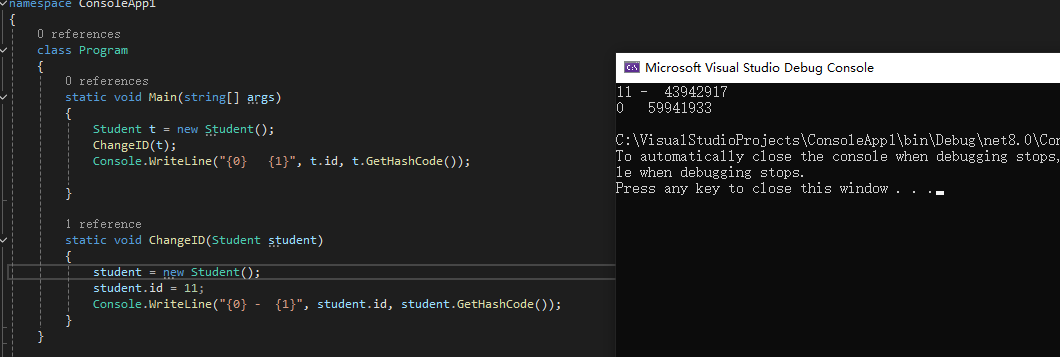 namespace ConsoleApp1
{
0 references
class Program
{
0 references
static void Main(string[] args)
{
Student t = new Student();
ChangeID(t);
Console.WriteLine("{0}   {1}", t.id, t.GetHashCode());
}
1 reference
static void ChangeID(Student student)
{
student = new Student();
student.id = 11;
Console.WriteLine("{0} -  {1}", student.id, student.GetHashCode());
}
}
Microsoft Visual Studio Debug Console
11 -  43942917
0   59941933
C:\VisualStudioProjects\ConsoleApp1\bin\Debug\net8.0\Con
To automatically close the console when debugging stops,
le when debugging stops.
Press any key to close this window . . .